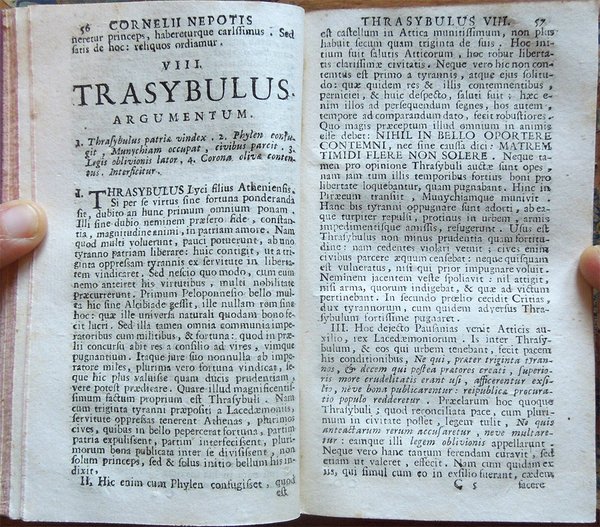 56 CORNELII NEPOTIS
neretur princeps, habereturque carissimus. Sed
satis de hoc: reliquos ordiamur.
VIII.
TRASYBULUS.
ARGUMENTUM.
1. Thrasybulus patriæ vindex. 2. Phylen confu-
git, Munychiam occupat, civibus parcit. 3.
Legis oblivionis lator. 4. Corona olivæ conten-
tus. Interficitur.
I. THRASYBULUS Lyci filius Atheniensis.
Si per se virtus sine fortuna ponderanda
sit, dubito an hunc primum omnium ponam.
Illi sine dubio neminem præfero fide, constan-
tia, magnitudine animi, in patriam amore. Nam
quod multi voluerunt, pauci potuerunt, ab uno
tyranno patriam liberare: huic contigit, ut a tri-
ginta oppressam tyrannis ex servitute in liberta-
tem vindicaret. Sed nescio quo modo, cum eum
nemo anteiret his virtutibus, multi nobilitate
præcurrerunt. Primum Peloponnesio bello mul-
ta hic sine Alcibiade gessit, ille nullam rem sine
hoc: quæ ille universa naturali quodam bono fe-
cit lucri. Sed illa tamen omnia communia impe-
ratoribus cum militibus, & fortuna: quod in præ-
lii concursu abit res a consilio ad vires, vimque
pugnantium. Itaque jure suo nonnulla ab impe-
ratore miles, plurima vero fortuna vindicat, se-
que hic plus valuisse quam ducis prudentiam,
vere potest prædicare. Quare illud magnificentis-
simum factum proprium est Thrasybuli. Nam
cum triginta tyranni præpositi a Lacedæmoniis,
servitute oppressas tenerent Athenas, plurimos
cives, quibus in bello pepercerat fortuna, partim
patria expulissent, partim interfecissent, pluri-
morum bona publicata inter se divisissent, non
solum princeps, sed & solus initio bellum his in-
dixit.
II. Hic enim cum Phylen confugisset, quod
est
THRASYBULUS VIII. 57
est castellum in Attica munitissimum, non plus
habuit secum quam triginta de suis. Hoc ini-
tium fuit salutis Atticorum, hoc robur liberta-
tis clarissimæ civitatis. Neque vero hic non con-
temtus est primo a tyrannis, atque ejus solitu-
do: quæ quidem res & illis contemnentibus,
perniciei, & huic despecto, saluti fuit; hæc e-
nim illos ad persequendum segnes, hos autem,
tempore ad comparandum dato, fecit robustiores.
Quo magis præceptum illud omnium in animis
esse debet: NIHIL IN BELLO OPORTERE
CONTEMNI, nec sine causa dici: MATREM
TIMIDI FLERE NON SOLERE. Neque ta-
men pro opinione Thrasybuli auctæ sunt opes,
nam jam tum illis temporibus fortius boni pro
libertate loquebantur, quam pugnabant. Hinc in
Piræeum transiit, Munychiamque munivit.
Hanc bis tyranni oppugnare sunt adorti, ab ea-
que turpiter repulsi, protinus in urbem, armis
impedimentisque amissis, refugerunt. Usus est
Thrasybulus non minus prudentia quam fortitu-
dine: nam cedentes violari vetuit; cives enim
civibus parcere æquum censebat: neque quisquam
est vulneratus, nisi qui prior impugnare voluit.
Neminem jacentem veste spoliavit: nil attigit,
nisi arma, quorum indigebat, & quæ ad victum
pertinebant. In secundo prælio cecidit Critias,
dux tyrannorum, cum quidem adversus Thra-
sybulum fortissime pugnaret.
III. Hoc dejecto Pausanias venit Atticis au-
xilio, rex Lacedæmoniorum. Is inter Thrasy-
bulum, & eos qui urbem tenebant, fecit pacem
his conditionibus, Ne qui, præter triginta tyran-
nos, & decem qui postea prætores creati, superio-
ris more crudelitatis erant usi, afficerentur exsi-
lio, neve bona publicarentur: reipublicæ procura-
tio populo redderetur. Præclarum hoc quoque
Thrasybuli; quod reconciliata pace, cum pluri-
mum in civitate posset, legem tulit, Ne quis
anteactarum rerum accusaretur, neve multare-
tur: eamque illi legem oblivionis appellarunt.
Neque vero hanc tantum ferendam curavit, sed
etiam ut valeret, effecit. Nam cum quidam ex
iis, qui simul cum eo in exsilio fuerant, cædem
C 5 facere